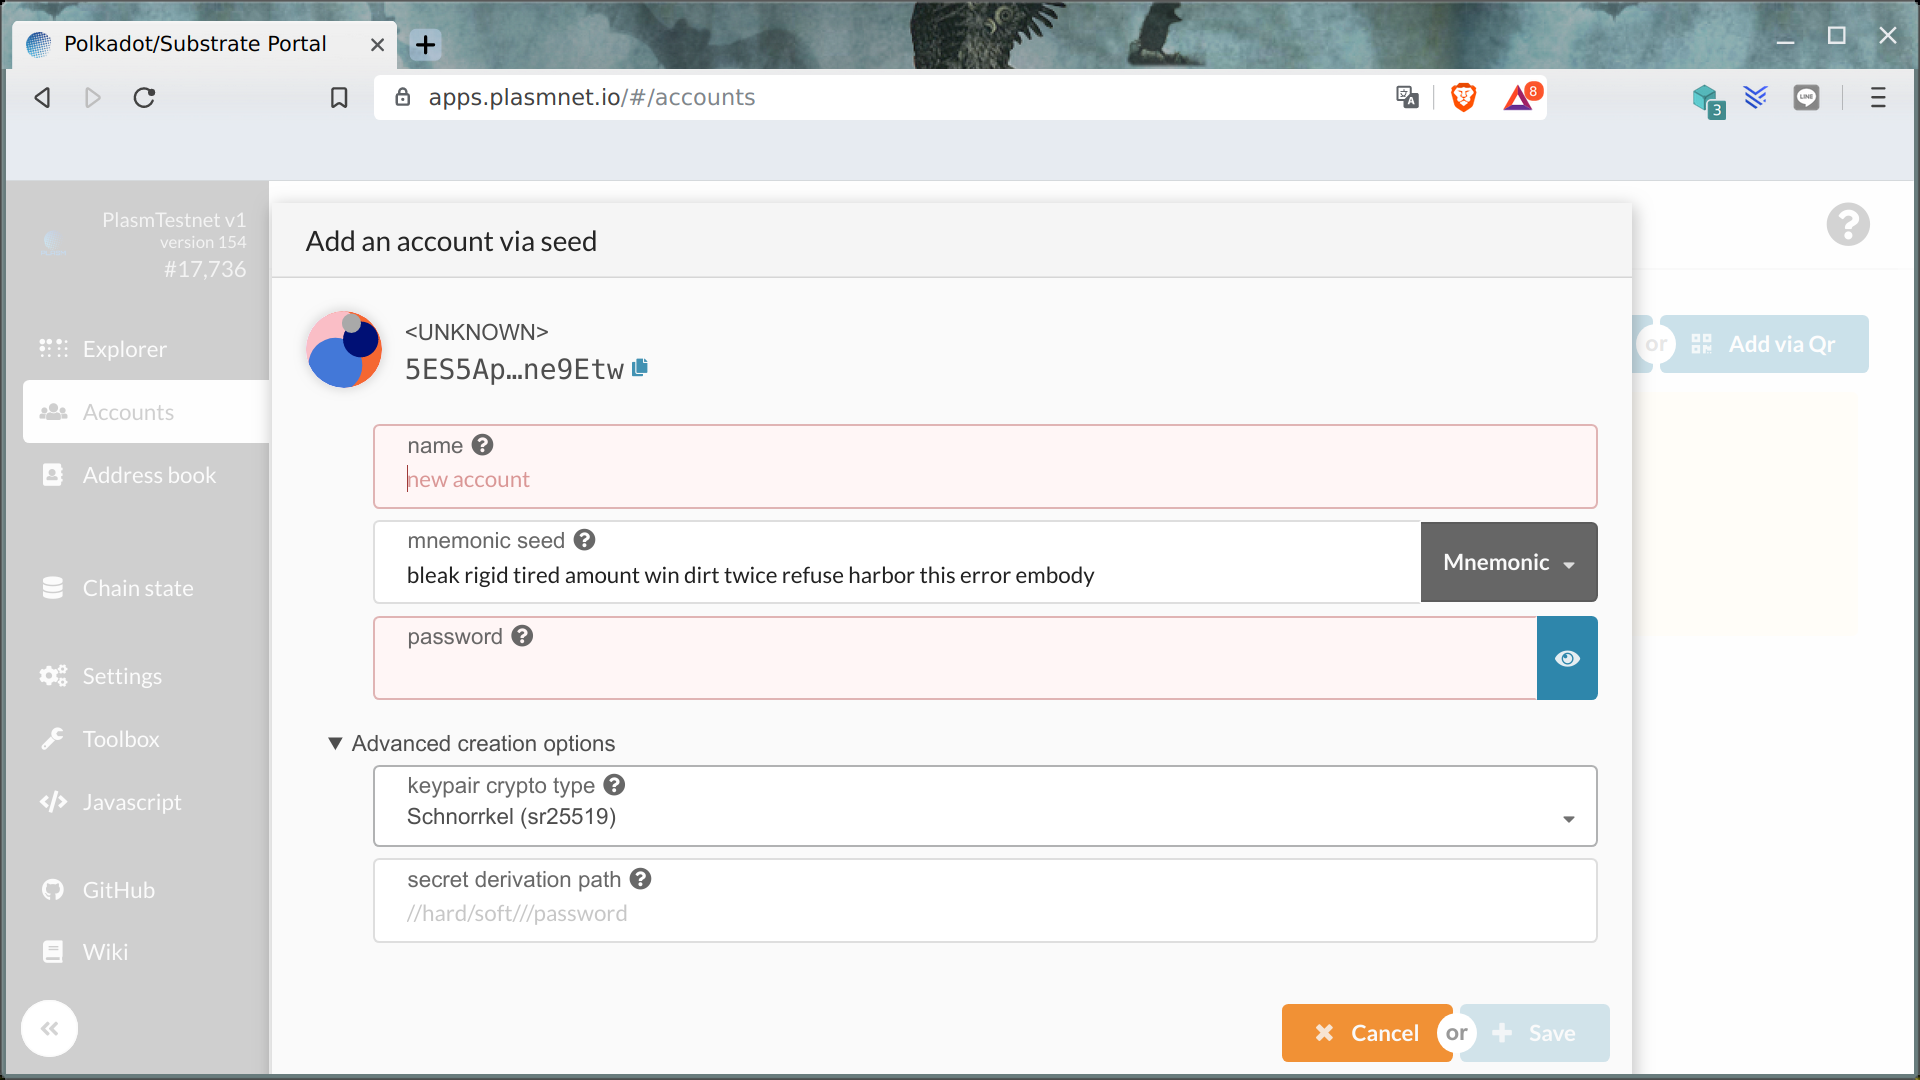 Polkadot/Substrate Portal
apps.plasmnet.io/#/accounts
8
3
LINE
PlasmTestnet v1
version 154
#17,736
Explorer
Accounts
Address book
Chain state
Settings
Toolbox
Javascript
GitHub
Wiki
Add an account via seed
<UNKNOWN>
5ES5Ap…ne9Etw
name
new account
mnemonic seed
bleak rigid tired amount win dirt twice refuse harbor this error embody
Mnemonic
password
Advanced creation options
keypair crypto type
Schnorrkel (sr25519)
secret derivation path
//hard/soft///password
Cancel
or
Save
or
Add via Qr